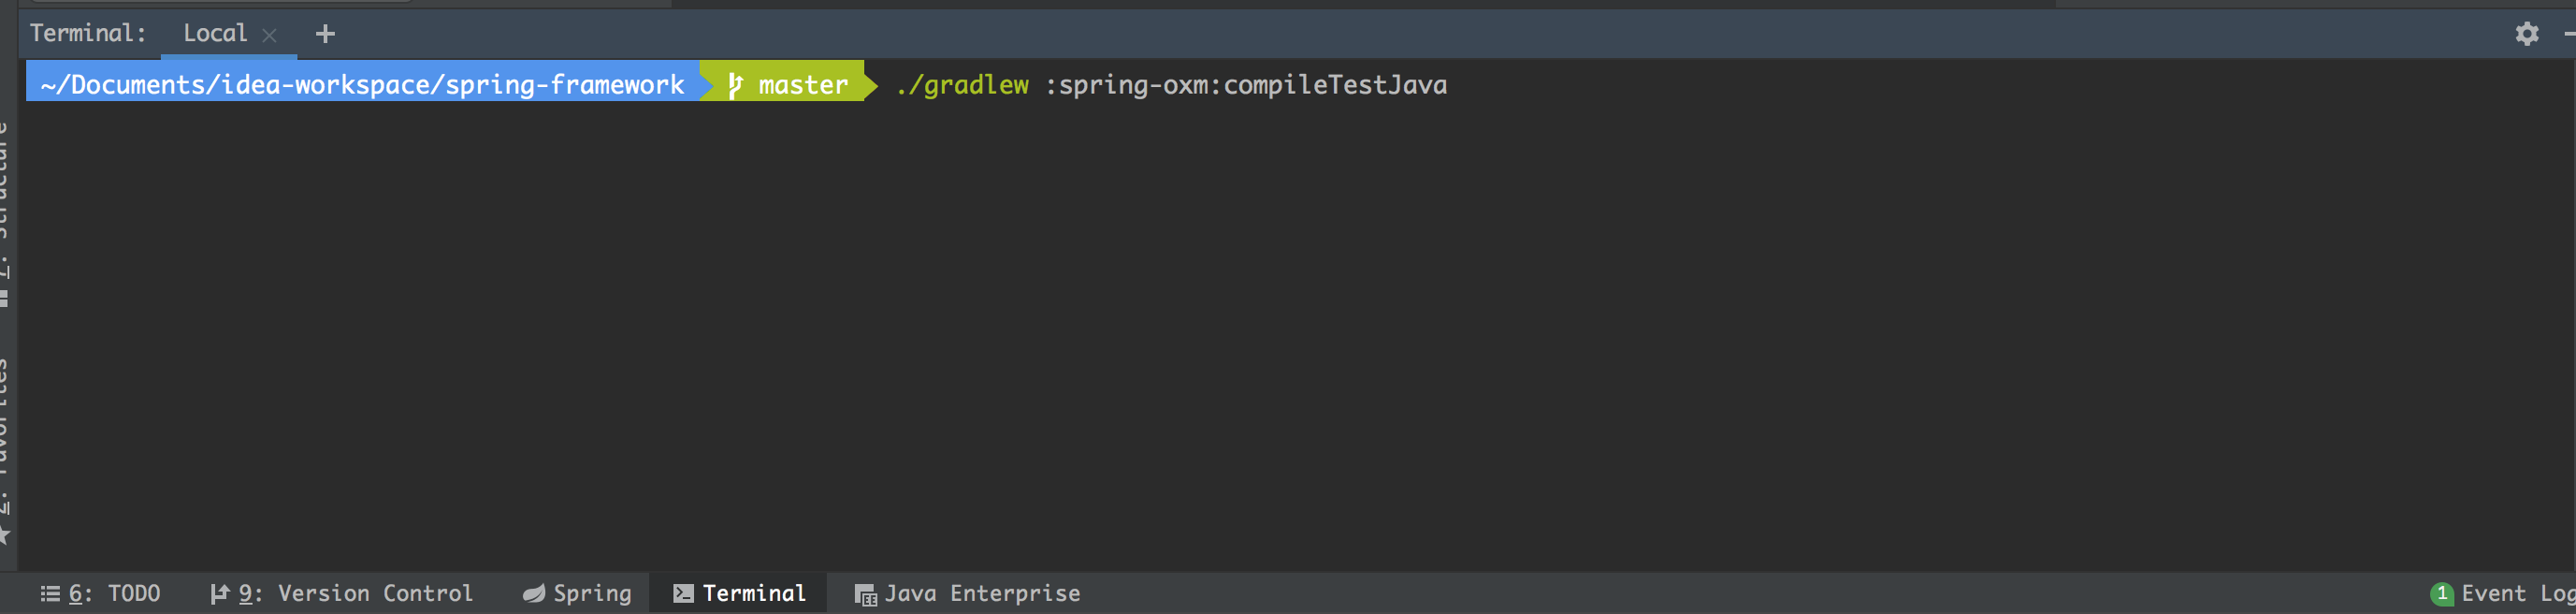 Terminal: Local
~/Documents/idea-workspace/spring-framework master ./gradlew :spring-oxm:compileTestJava
7: Structure
2: Favorites
6: TODO 9: Version Control Spring Terminal Java Enterprise 1 Event Log